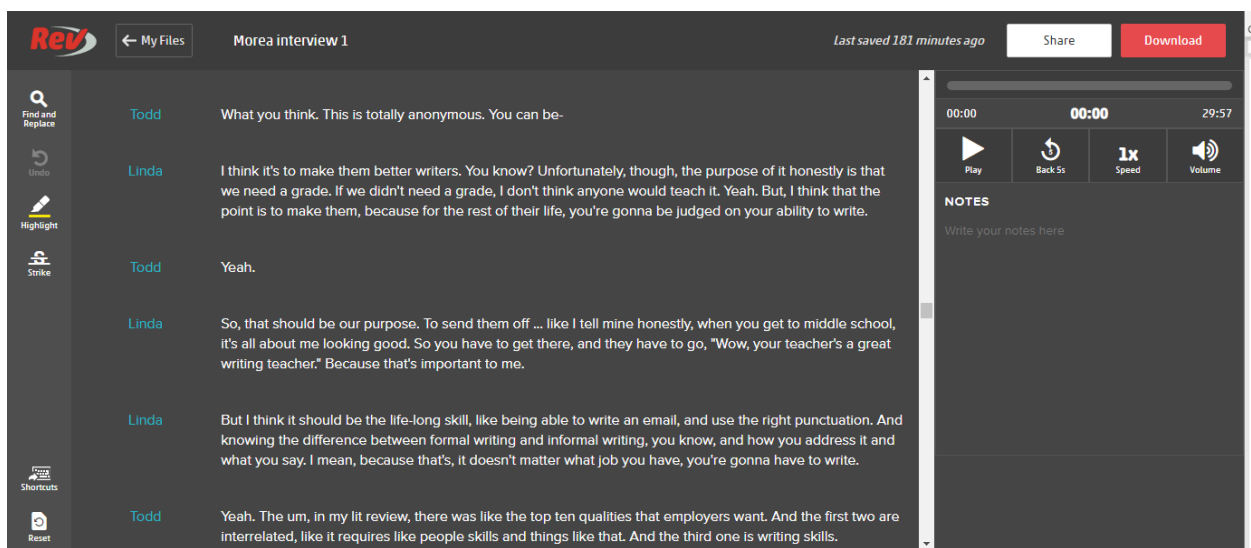 Rev
← My Files
Morea interview 1
Last saved 181 minutes ago
Share
Download
Find and
Replace
Undo
Highlight
Strike
Shortcuts
Reset
Todd
What you think. This is totally anonymous. You can be-
Linda
I think it's to make them better writers. You know? Unfortunately, though, the purpose of it honestly is that
we need a grade. If we didn't need a grade, I don't think anyone would teach it. Yeah. But, I think that the
point is to make them, because for the rest of their life, you're gonna be judged on your ability to write.
Todd
Yeah.
Linda
So, that should be our purpose. To send them off ... like I tell mine honestly, when you get to middle school,
it's all about me looking good. So you have to get there, and they have to go, "Wow, your teacher's a great
writing teacher." Because that's important to me.
Linda
But I think it should be the life-long skill, like being able to write an email, and use the right punctuation. And
knowing the difference between formal writing and informal writing, you know, and how you address it and
what you say. I mean, because that's, it doesn't matter what job you have, you're gonna have to write.
Todd
Yeah. The um, in my lit review, there was like the top ten qualities that employers want. And the first two are
interrelated, like it requires like people skills and things like that. And the third one is writing skills.
00:00
00:00
29:57
Play
5
Back 5s
1x
Speed
Volume
NOTES
Write your notes here